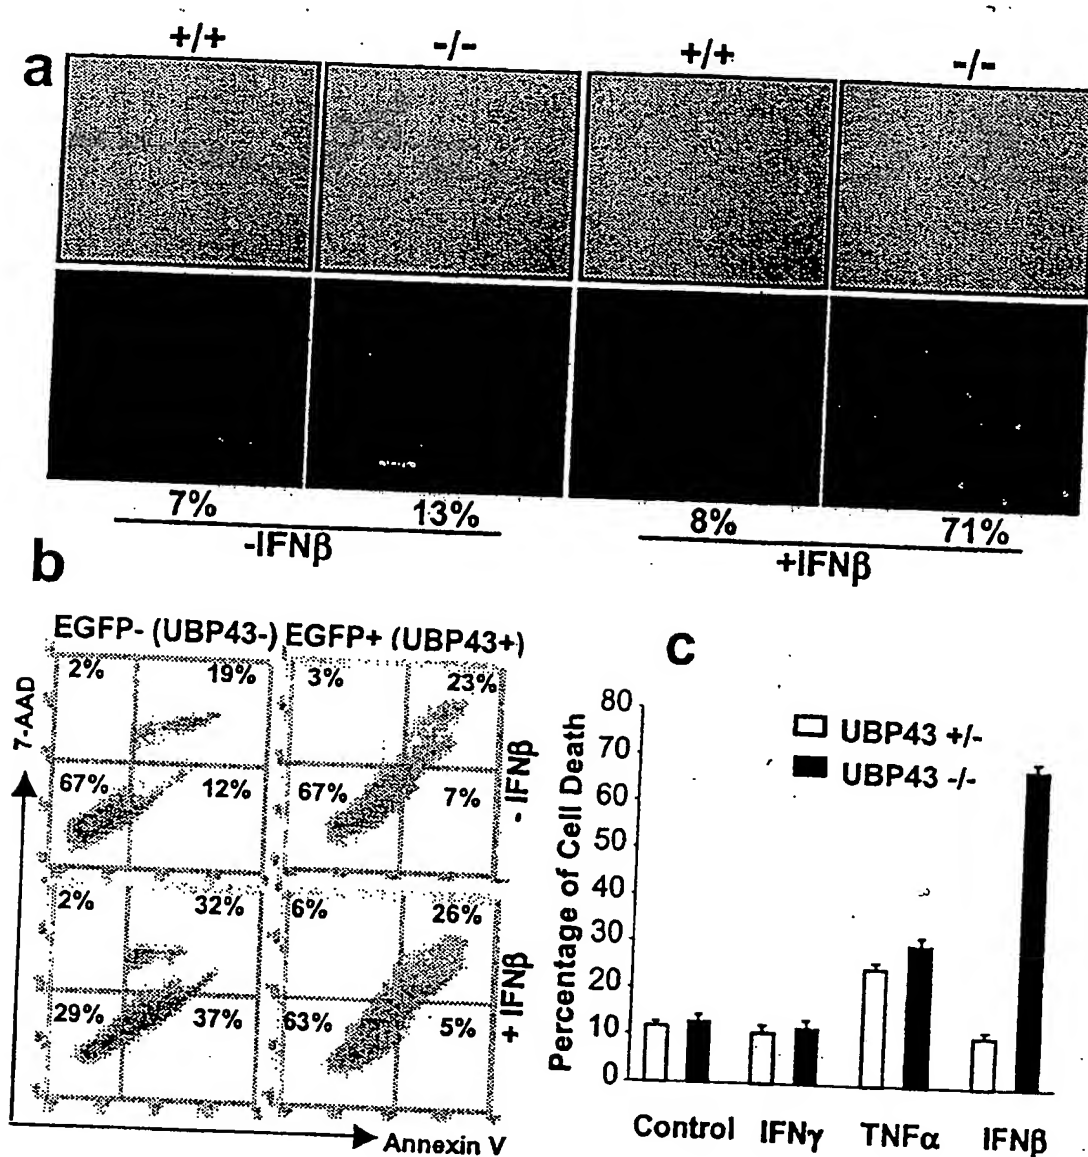 a
+/+ -/- +/+ -/-
7% 13% 8% 71%
-IFNβ +IFNβ
b
EGFP- (UBP43-) EGFP+ (UBP43+)
7-AAD
2% 19% 3% 23%
67% 12% 67% 7%
- IFNβ
2% 32% 6% 26%
29% 37% 63% 5%
+ IFNβ
Annexin V
c
Percentage of Cell Death
80
70
60
50
40
30
20
10
0
UBP43 +/-
UBP43 -/-
Control IFNγ TNFα IFNβ